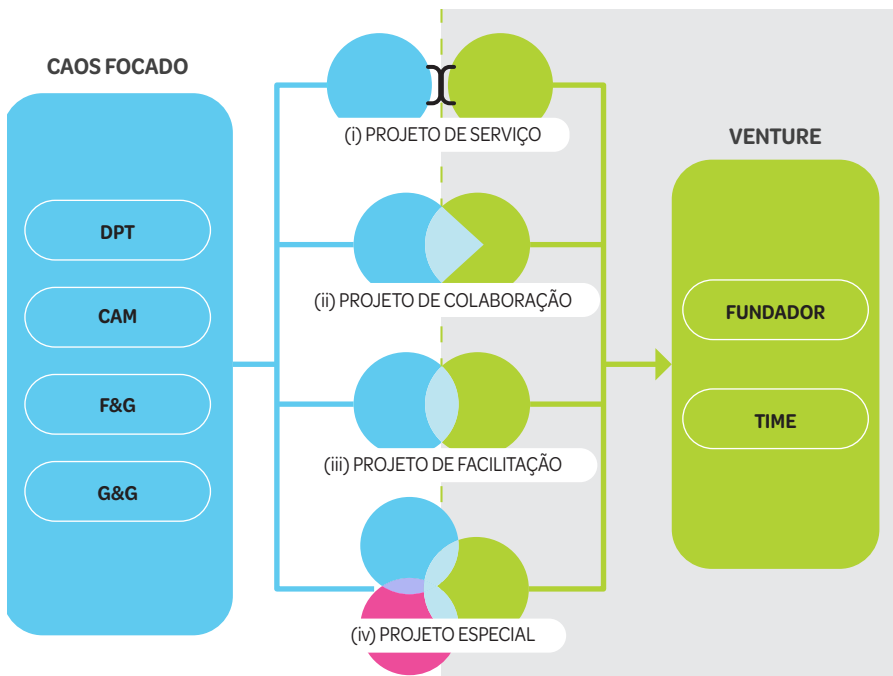 CAOS FOCADO
DPT
CAM
F&G
G&G
(i) PROJETO DE SERVIÇO
(ii) PROJETO DE COLABORAÇÃO
(iii) PROJETO DE FACILITAÇÃO
(iv) PROJETO ESPECIAL
VENTURE
FUNDADOR
TIME